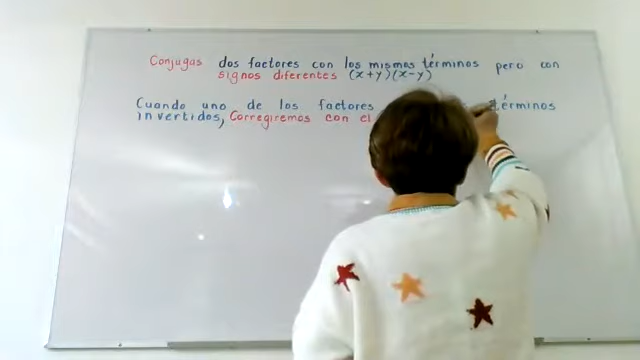 Conjugas dos factores con los mismos términos pero con
signos diferentes (x+y)(x-y)
Cuando uno de los factores términos
invertidos, Corregiremos con el